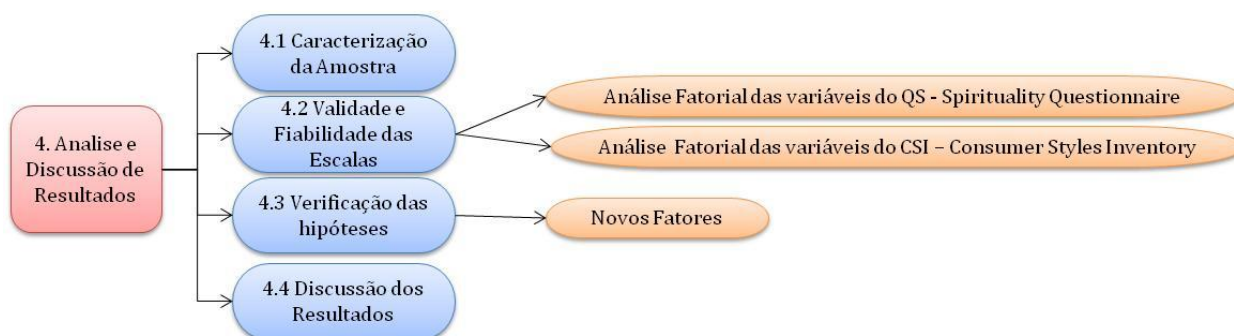 4. Analise e
Discussão de
Resultados
4.1 Caracterização
da Amostra
4.2 Validade e
Fiabilidade das
Escalas
Análise Fatorial das variáveis do QS - Spirituality Questionnaire
Análise Fatorial das variáveis do CSI – Consumer Styles Inventory
4.3 Verificação das
hipóteses
Novos Fatores
4.4 Discussão dos
Resultados